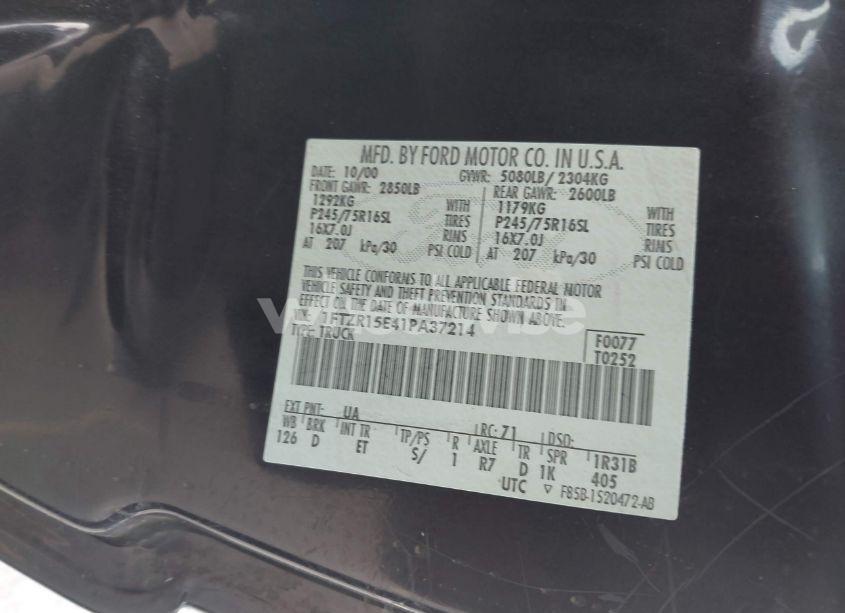 MFD. BY FORD MOTOR CO. IN U.S.A.
DATE: 10/00 GVWR: 5080LB/ 2304KG
FRONT GAWR: 2850LB REAR GAWR: 2600LB
1292KG WITH 1179KG WITH
P245/75R16SL TIRES P245/75R16SL TIRES
16X7.0J RIMS 16X7.0J RIMS
AT 207 kPa/30 PSI COLD AT 207 kPa/30 PSI COLD
THIS VEHICLE CONFORMS TO ALL APPLICABLE FEDERAL MOTOR
VEHICLE SAFETY AND THEFT PREVENTION STANDARDS IN
EFFECT ON THE DATE OF MANUFACTURE SHOWN ABOVE.
VIN: 1FTZR15E41PA37214 F0077
TYPE: TRUCK T0252
EXT PNT: UA RC: 71 DSO:
WB BRK INT TR TP/PS R AXLE TR SPR 1R31B
126 D ET S/ 1 R7 D 1K 405
UTC ▽ F85B-1520472-AB